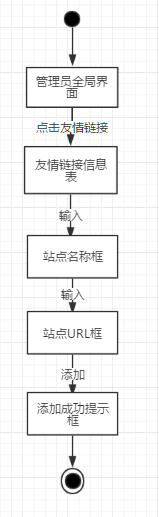 管理员全局界
面
点击友情链接
友情链接信息
表
输入
站点名称框
输入
站点URL框
添加
添加成功提示
框